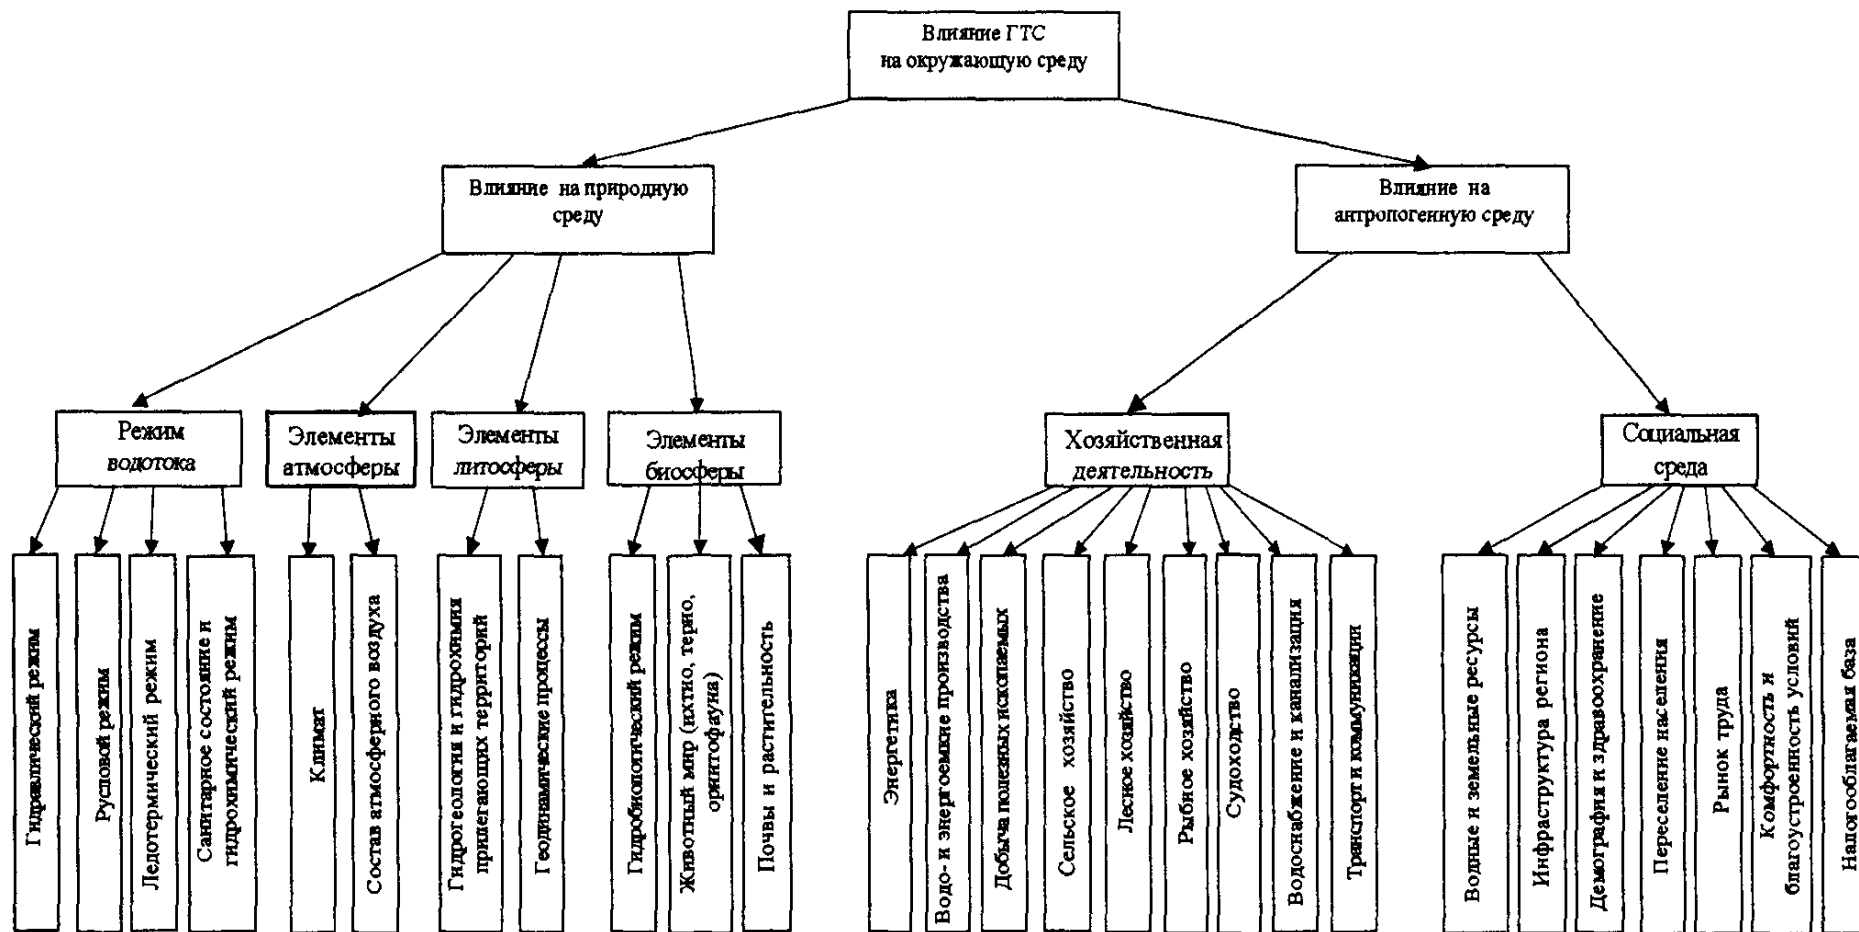 Влияние ГТС
на окружающую среду
Влияние на природную
среду
Влияние на
антропогенную среду
Режим
водотока
Элементы
атмосферы
Элементы
литосферы
Элементы
биосферы
Хозяйственная
деятельность
Социальная
среда
Гидравлический режим
Русловой режим
Ледотермический режим
Санитарное состояние и
гидрохимический режим
Климат
Состав атмосферного воздуха
Гидрогеология и гидрохимия
прилегающих территорий
Геодинамические процессы
Гидробиологический режим
Животный мир (ихтио, терио,
орнитофауна)
Почвы и растительность
Энергетика
Водо- и энергоемкие производства
Добыча полезных ископаемых
Сельское хозяйство
Лесное хозяйство
Рыбное хозяйство
Судоходство
Водоснабжение и канализация
Транспорт и коммуникации
Водные и земельные ресурсы
Инфраструктура региона
Демография и здравоохранение
Переселение населения
Рынок труда
Комфортность и
благоустроенность условий
Налогооблагаемая база